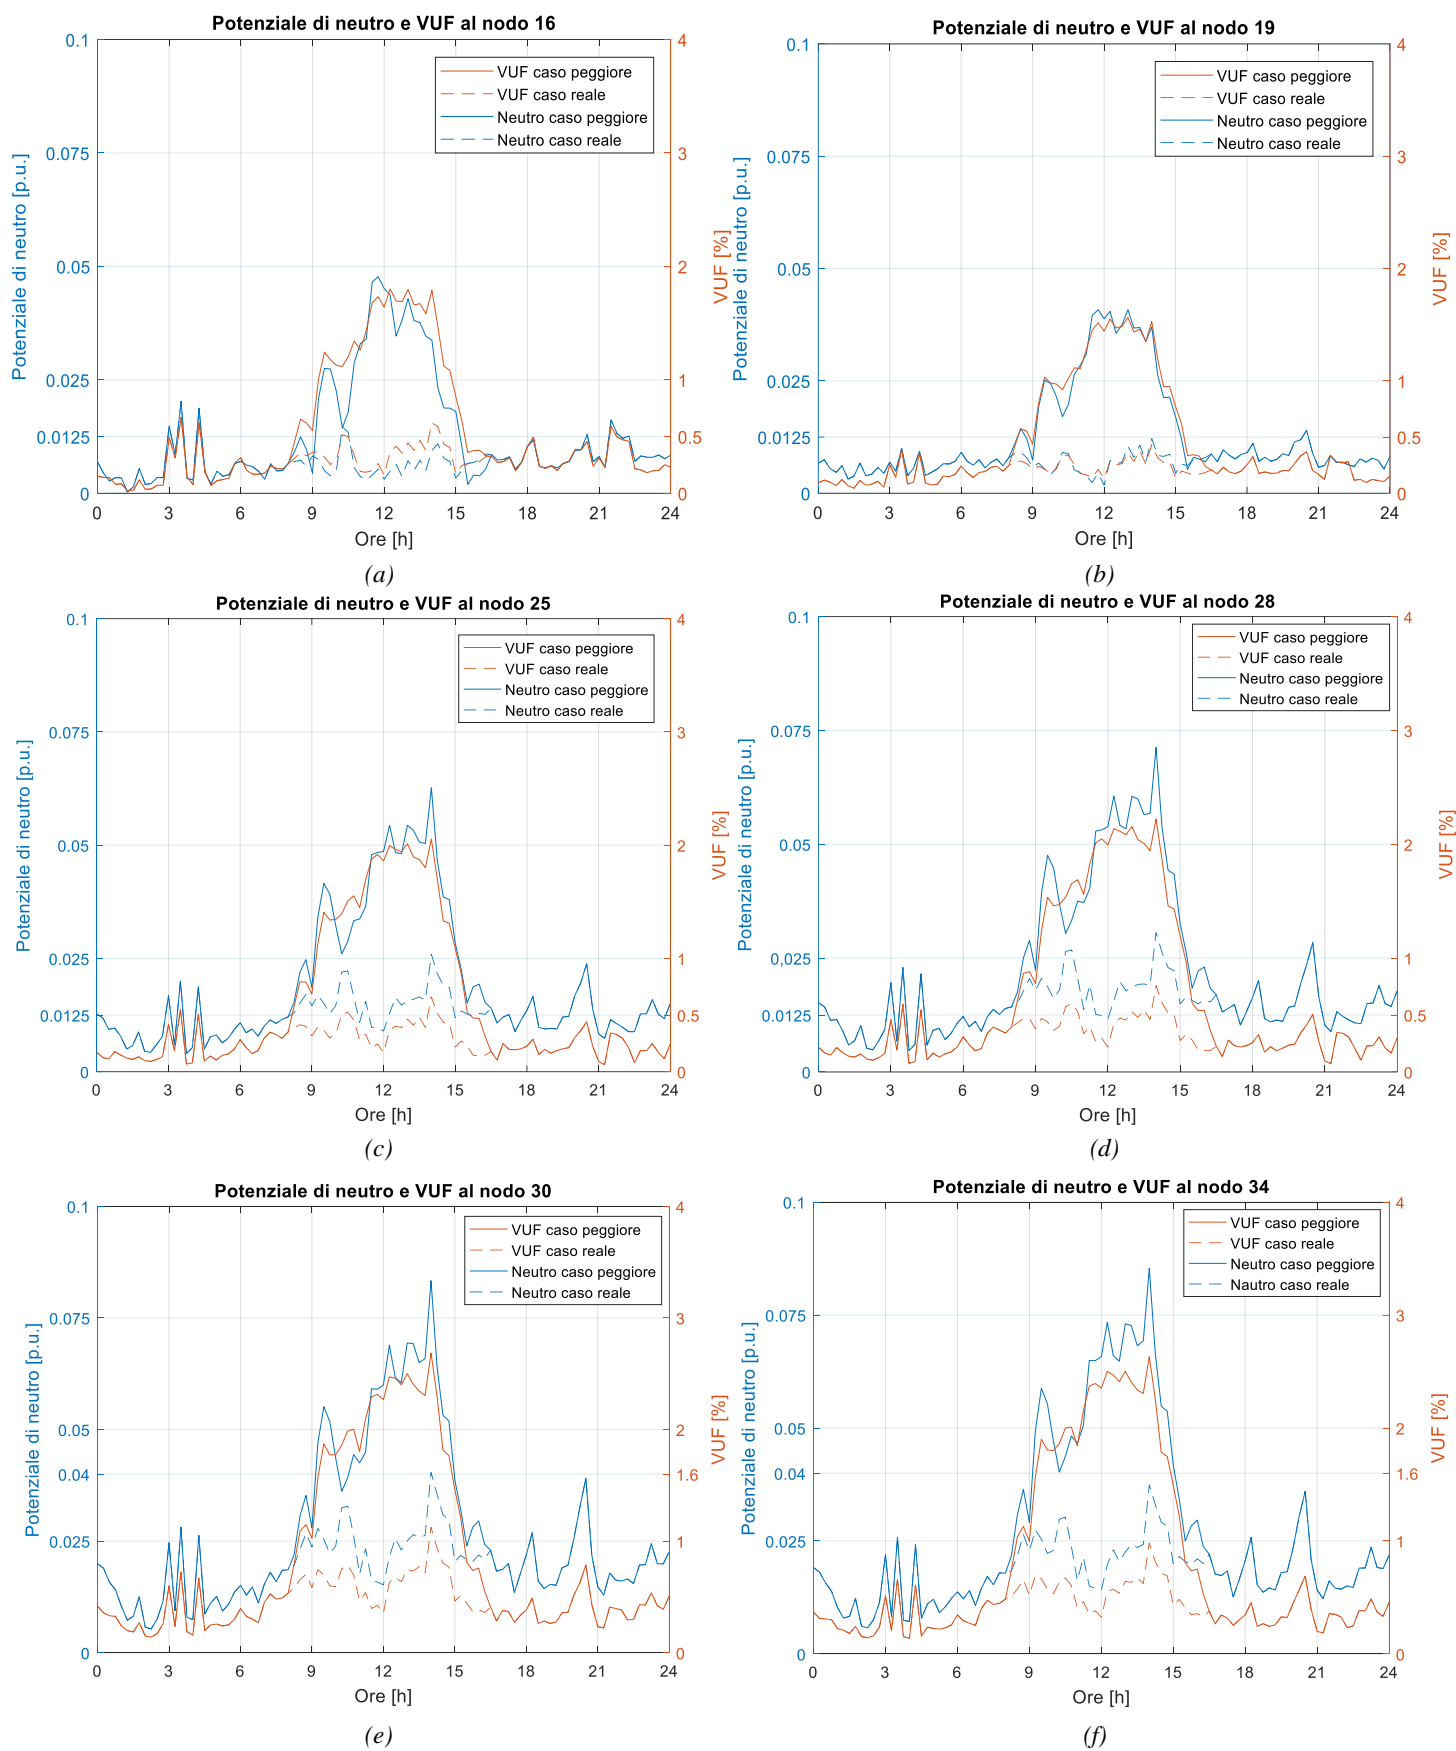 Potenziale di neutro e VUF al nodo 16
VUF caso peggiore
VUF caso reale
Neutro caso peggiore
Neutro caso reale
Potenziale di neutro [p.u.]
0.1
0.075
0.05
0.025
0.0125
0
4
3
2
1
0.5
0
VUF [%]
0 3 6 9 12 15 18 21 24
Ore [h]
(a)
Potenziale di neutro e VUF al nodo 19
VUF caso peggiore
VUF caso reale
Neutro caso peggiore
Neutro caso reale
Potenziale di neutro [p.u.]
0.1
0.075
0.05
0.025
0.0125
0
4
3
2
1
0.5
0
VUF [%]
0 3 6 9 12 15 18 21 24
Ore [h]
(b)
Potenziale di neutro e VUF al nodo 25
VUF caso peggiore
VUF caso reale
Neutro caso peggiore
Neutro caso reale
Potenziale di neutro [p.u.]
0.1
0.075
0.05
0.025
0.0125
0
4
3
2
1
0.5
0
VUF [%]
0 3 6 9 12 15 18 21 24
Ore [h]
(c)
Potenziale di neutro e VUF al nodo 28
VUF caso peggiore
VUF caso reale
Neutro caso peggiore
Neutro caso reale
Potenziale di neutro [p.u.]
0.1
0.075
0.05
0,025
0.0125
0
4
3
2
1
0.5
0
VUF [%]
0 3 6 9 12 15 18 21 24
Ore [h]
(d)
Potenziale di neutro e VUF al nodo 30
VUF caso peggiore
VUF caso reale
Neutro caso peggiore
Neutro caso reale
Potenziale di neutro [p.u.]
0.1
0.075
0.05
0.04
0.025
0
4
3
2
1.6
1
0
VUF [%]
0 3 6 9 12 15 18 21 24
Ore [h]
(e)
Potenziale di neutro e VUF al nodo 34
VUF caso peggiore
VUF caso reale
Neutro caso peggiore
Nautro caso reale
Potenziale di neutro [p.u.]
0.1
0.075
0.05
0.04
0.025
0
4
3
2
1.6
1
0
VUF [%]
0 3 6 9 12 15 18 21 24
Ore [h]
(f)